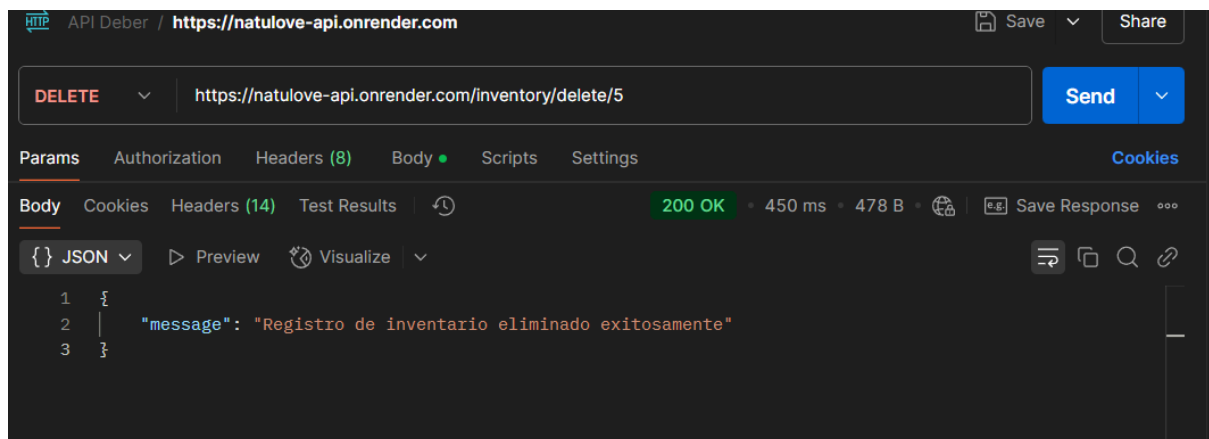 HTTP API Deber / https://natulove-api.onrender.com Save Share
DELETE https://natulove-api.onrender.com/inventory/delete/5 Send
Params Authorization Headers (8) Body Scripts Settings Cookies
Body Cookies Headers (14) Test Results 200 OK • 450 ms • 478 B • e.g. Save Response
{} JSON Preview Visualize
1 {
2 "message": "Registro de inventario eliminado exitosamente"
3 }